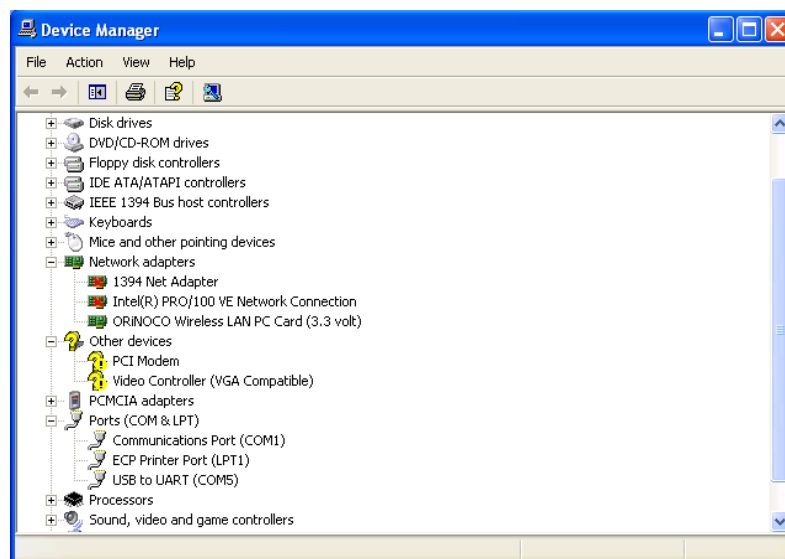 Device Manager
File Action View Help
Disk drives
DVD/CD-ROM drives
Floppy disk controllers
IDE ATA/ATAPI controllers
IEEE 1394 Bus host controllers
Keyboards
Mice and other pointing devices
Network adapters
1394 Net Adapter
Intel(R) PRO/100 VE Network Connection
ORiNOCO Wireless LAN PC Card (3.3 volt)
Other devices
PCI Modem
Video Controller (VGA Compatible)
PCMCIA adapters
Ports (COM & LPT)
Communications Port (COM1)
ECP Printer Port (LPT1)
USB to UART (COM5)
Processors
Sound, video and game controllers